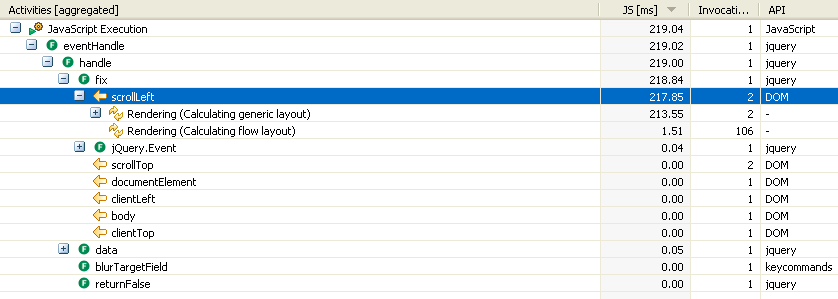 Activities [aggregated] JS [ms] Invocati... API
JavaScript Execution 219.04 1 JavaScript
eventHandle 219.02 1 jquery
handle 219.00 1 jquery
fix 218.84 1 jquery
scrollLeft 217.85 2 DOM
Rendering (Calculating generic layout) 213.55 2 -
Rendering (Calculating flow layout) 1.51 106 -
jQuery.Event 0.04 1 jquery
scrollTop 0.00 2 DOM
documentElement 0.00 1 DOM
clientLeft 0.00 1 DOM
body 0.00 1 DOM
clientTop 0.00 1 DOM
data 0.05 1 jquery
blurTargetField 0.00 1 keycommands
returnFalse 0.00 1 jquery